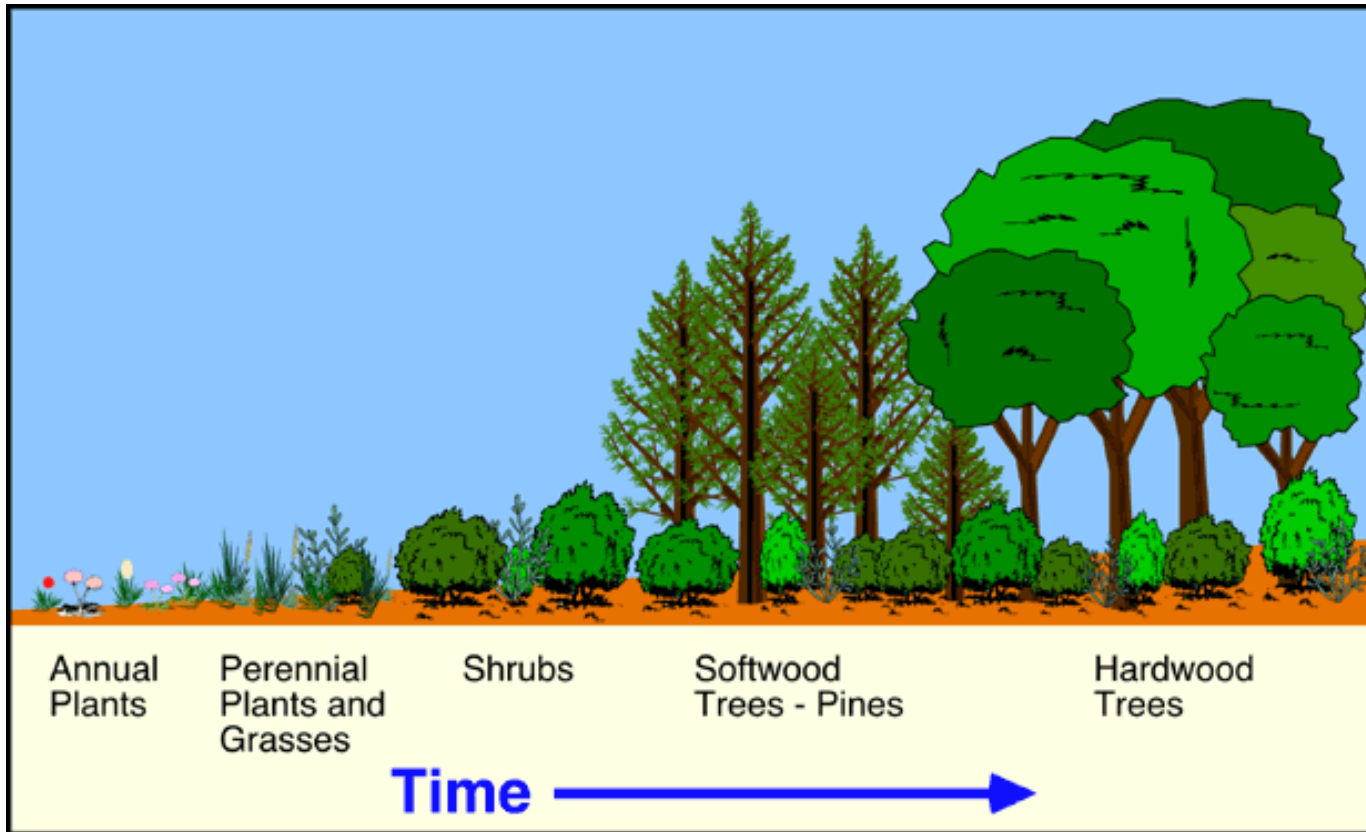 Annual
Plants
Perennial
Plants and
Grasses
Shrubs
Softwood
Trees - Pines
Hardwood
Trees
Time